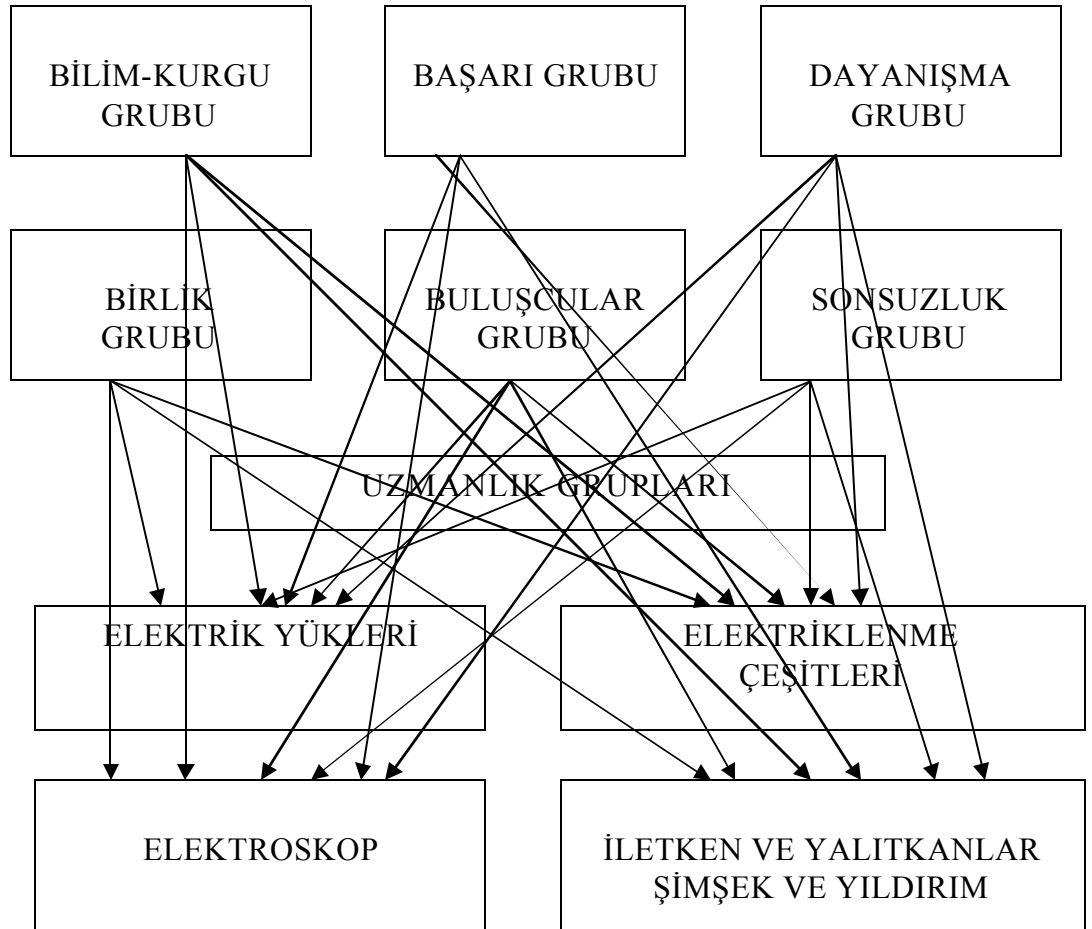 BİLİM-KURGU
GRUBU
BAŞARI GRUBU
DAYANIŞMA
GRUBU
BİRLİK
GRUBU
BULUŞCULAR
GRUBU
SONSUZLUK
GRUBU
UZMANLIK GRUPLARI
ELEKTRİK YÜKLERİ
ELEKTRİKLENME
ÇEŞİTLERİ
ELEKTROSKOP
İLETKEN VE YALITKANLAR
ŞİMŞEK VE YILDIRIM